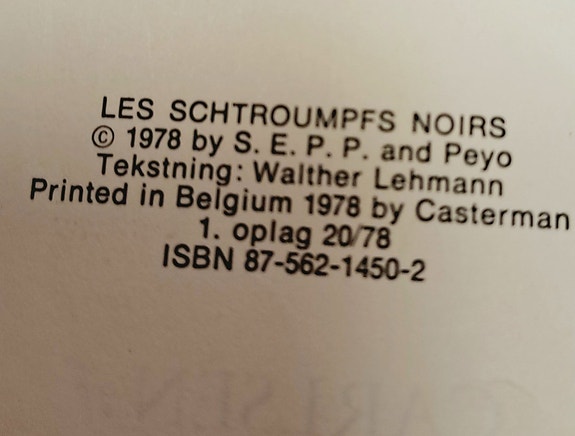 LES SCHTROUMPFS NOIRS
© 1978 by S. E. P. P. and Peyo
Tekstning: Walther Lehmann
Printed in Belgium 1978 by Casterman
1. oplag 20/78
ISBN 87-562-1450-2